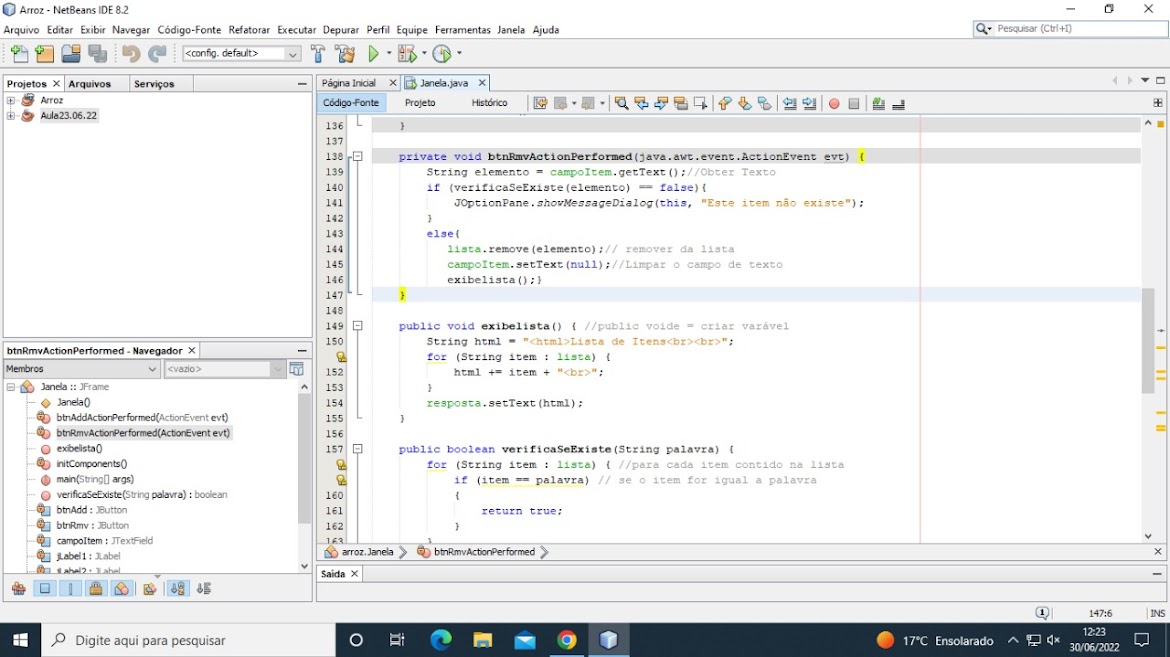 Arroz - NetBeans IDE 8.2
Arquivo Editar Exibir Navegar Código-Fonte Refatorar Executar Depurar Perfil Equipe Ferramentas Janela Ajuda
Pesquisar (Ctrl+I)
<config. default>
Projetos Arquivos Serviços
Arroz
Aula23.06.22
Página Inicial Janela.java
Código-Fonte Projeto Histórico
136 }
137
138 private void btnRmvActionPerformed(java.awt.event.ActionEvent evt) {
139 String elemento = campoItem.getText();//Obter Texto
140 if (verificaSeExiste(elemento) == false){
141 JOptionPane.showMessageDialog(this, "Este item não existe");
142 }
143 else{
144 lista.remove(elemento);// remover da lista
145 campoItem.setText(null);//Limpar o campo de texto
146 exibelista();}
147 }
148
149 public void exibelista() { //public voide = criar varável
150 String html = "<html>Lista de Itens<br><br>";
for (String item : lista) {
152 html += item + "<br>";
153 }
154 resposta.setText(html);
155 }
156
157 public boolean verificaSeExiste(String palavra) {
for (String item : lista) { //para cada item contido na lista
if (item == palavra) // se o item for igual a palavra
160 {
161 return true;
162 }
163 }
arroz.Janela btnRmvActionPerformed
Saída
btnRmvActionPerformed - Navegador
Membros <vazio>
Janela :: JFrame
Janela()
btnAddActionPerformed(ActionEvent evt)
btnRmvActionPerformed(ActionEvent evt)
exibelista()
initComponents()
main(String[] args)
verificaSeExiste(String palavra) : boolean
btnAdd : JButton
btnRmv : JButton
campoItem : JTextField
jLabel1 : JLabel
jLabel2 : JLabel
1 147:6 INS
Digite aqui para pesquisar
17°C Ensolarado
12:23
30/06/2022